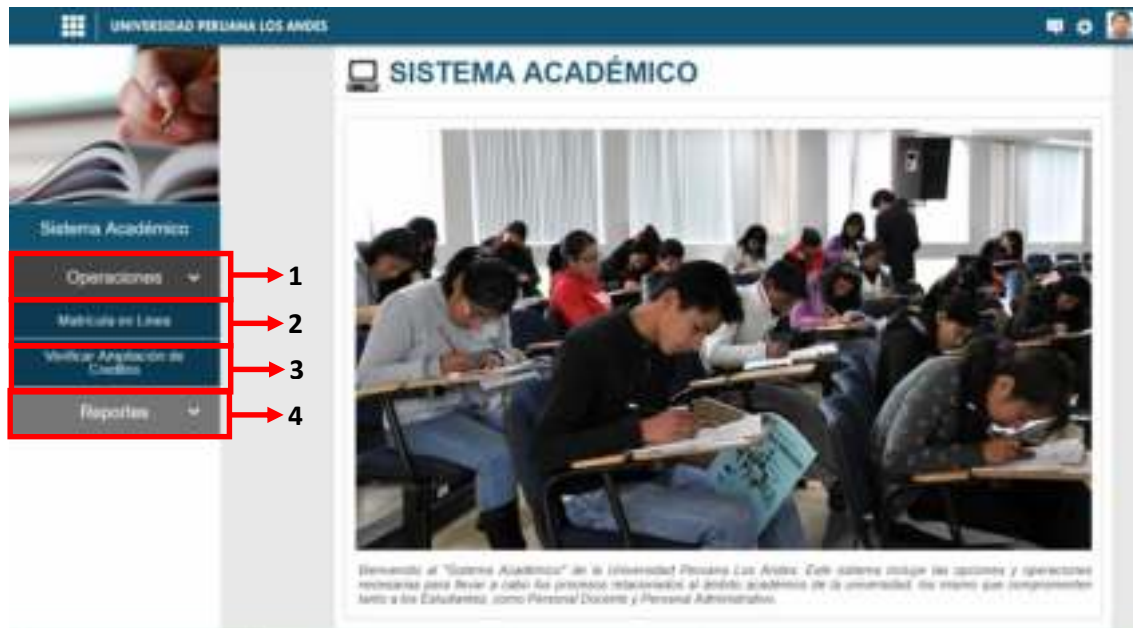 UNIVERSIDAD PERUANA LOS ANDES
SISTEMA ACADÉMICO
Sistema Académico
Operaciones
1
Matrícula en Línea
2
Verificar Ampliación de
Creditos
3
Reportes
4
Bienvenido al "Sistema Académico" de la Universidad Peruana Los Andes. Este sistema incluye las opciones y operaciones
necesarias para llevar a cabo los procesos relacionados al ámbito académico de la universidad, los mismo que comprometen
tanto a los Estudiantes, como Personal Docente y Personal Administrativo.